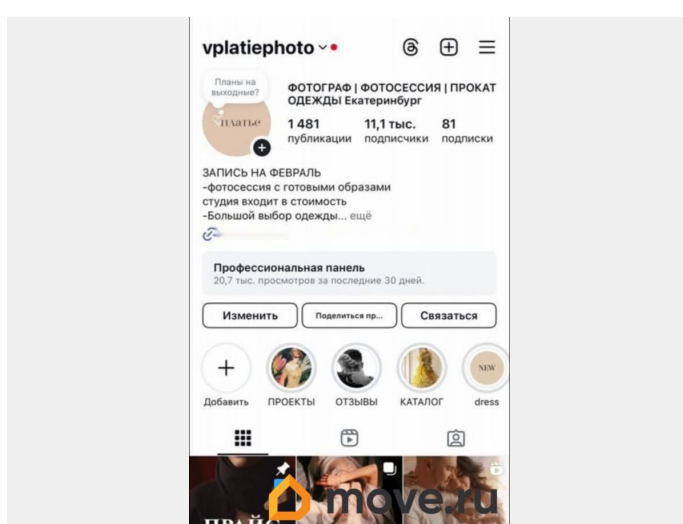 vplatiephoto
Планы на
выходные?
ФОТОГРАФ | ФОТОСЕССИЯ | ПРОКАТ
ОДЕЖДЫ Екатеринбург
платье
1 481
11,1 тыс.
81
публикации
подписчики
подписки
ЗАПИСЬ НА ФЕВРАЛЬ
-фотосессия с готовыми образами
студия входит в стоимость
-Большой выбор одежды... ещё
Профессиональная панель
20,7 тыс. просмотров за последние 30 дней.
Изменить
Поделиться пр...
Связаться
NEW
Добавить
ПРОЕКТЫ
ОТЗЫВЫ
КАТАЛОГ
dress
ПРАЙС
move.ru